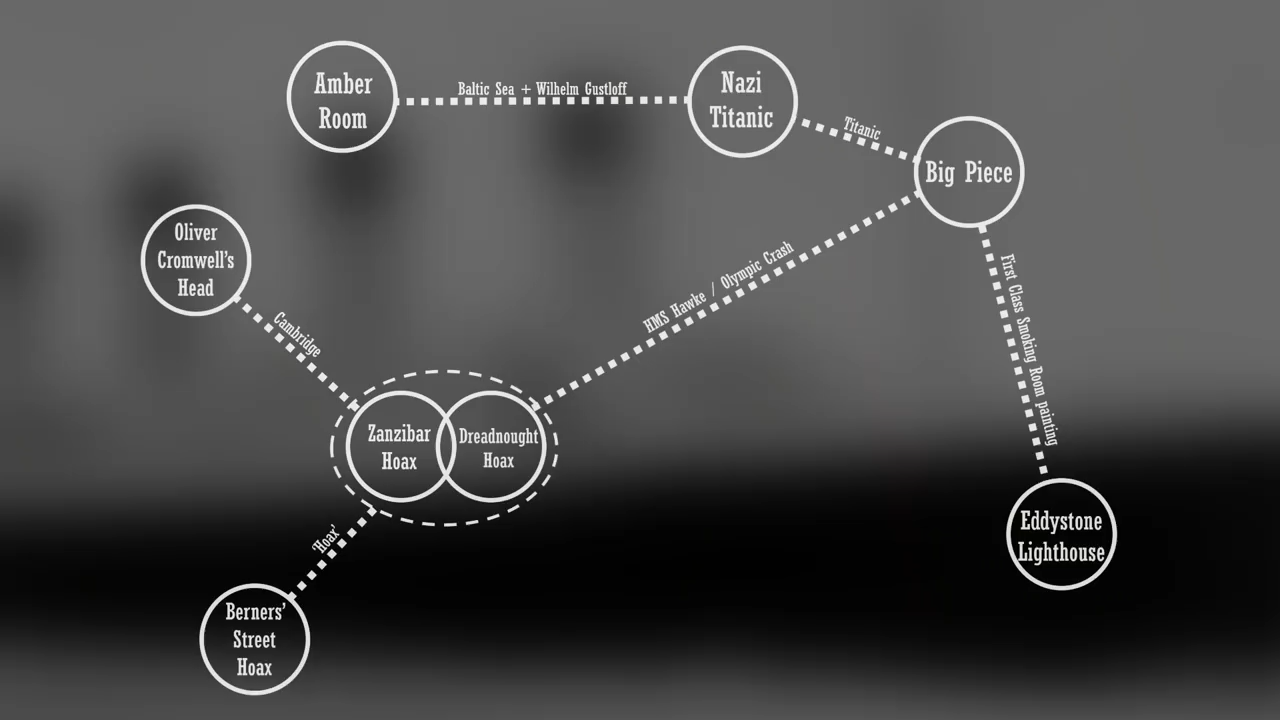 Amber
Room
Baltic Sea + Wilhelm Gustloff
Nazi
Titanic
Titanic
Big Piece
Oliver
Cromwell's
Head
Cambridge
HMS Hawke / Olympic Crash
First Class Smoking Room painting
Zanzibar
Hoax
Dreadnought
Hoax
Eddystone
Lighthouse
'Hoax'
Berners'
Street
Hoax